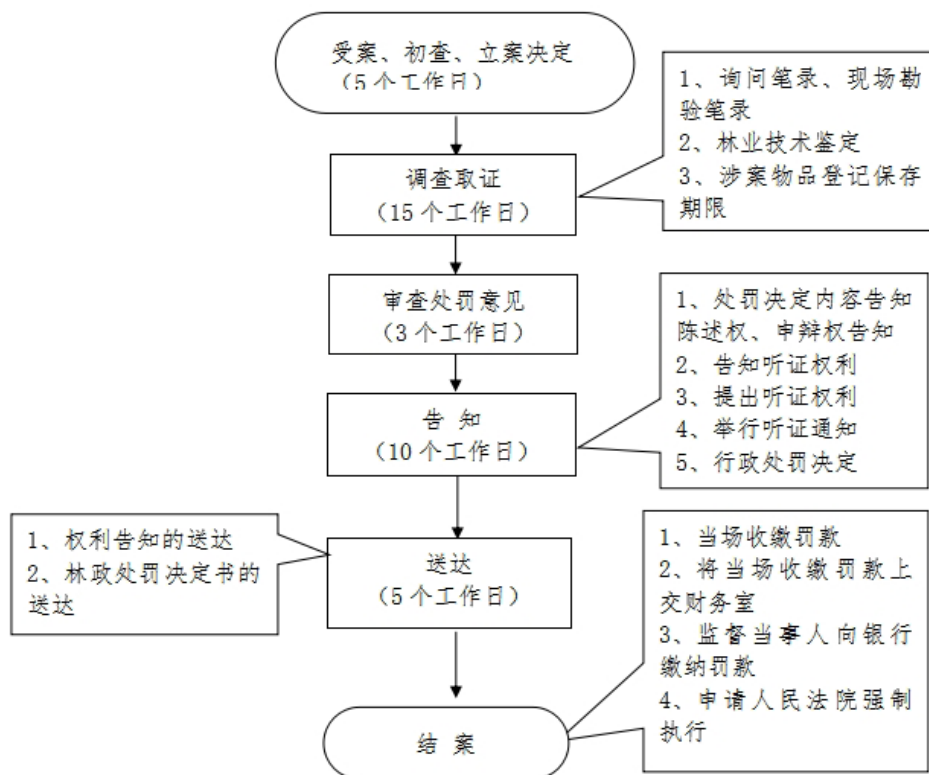 受案、初查、立案决定
（5个工作日）
1、询问笔录、现场勘
验笔录
2、林业技术鉴定
3、涉案物品登记保存
期限
调查取证
（15个工作日）
审查处罚意见
（3个工作日）
1、处罚决定内容告知
陈述权、申辩权告知
2、告知听证权利
3、提出听证权利
4、举行听证通知
5、行政处罚决定
告 知
（10个工作日）
1、权利告知的送达
2、林政处罚决定书的
送达
送达
（5个工作日）
1、当场收缴罚款
2、将当场收缴罚款上
交财务室
3、监督当事人向银行
缴纳罚款
4、申请人民法院强制
执行
结 案